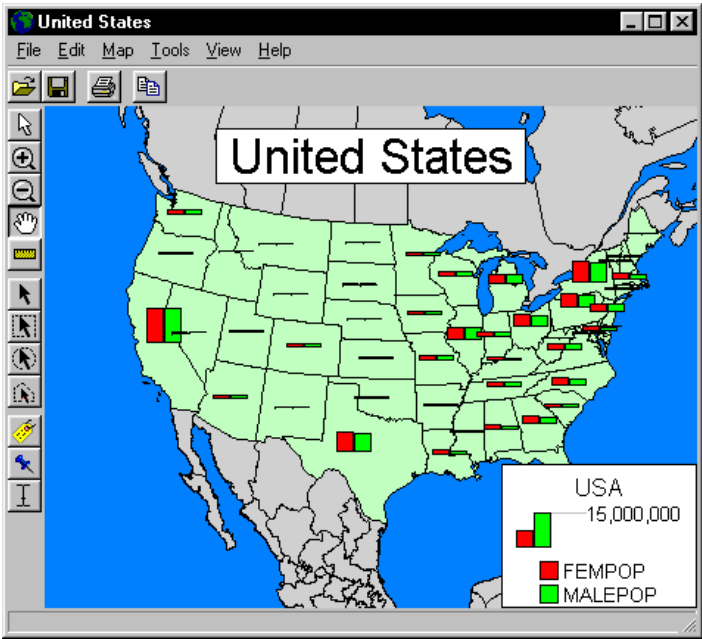 United States
File Edit Map Tools View Help
United States
USA
15,000,000
FEMPOP
MALEPOP